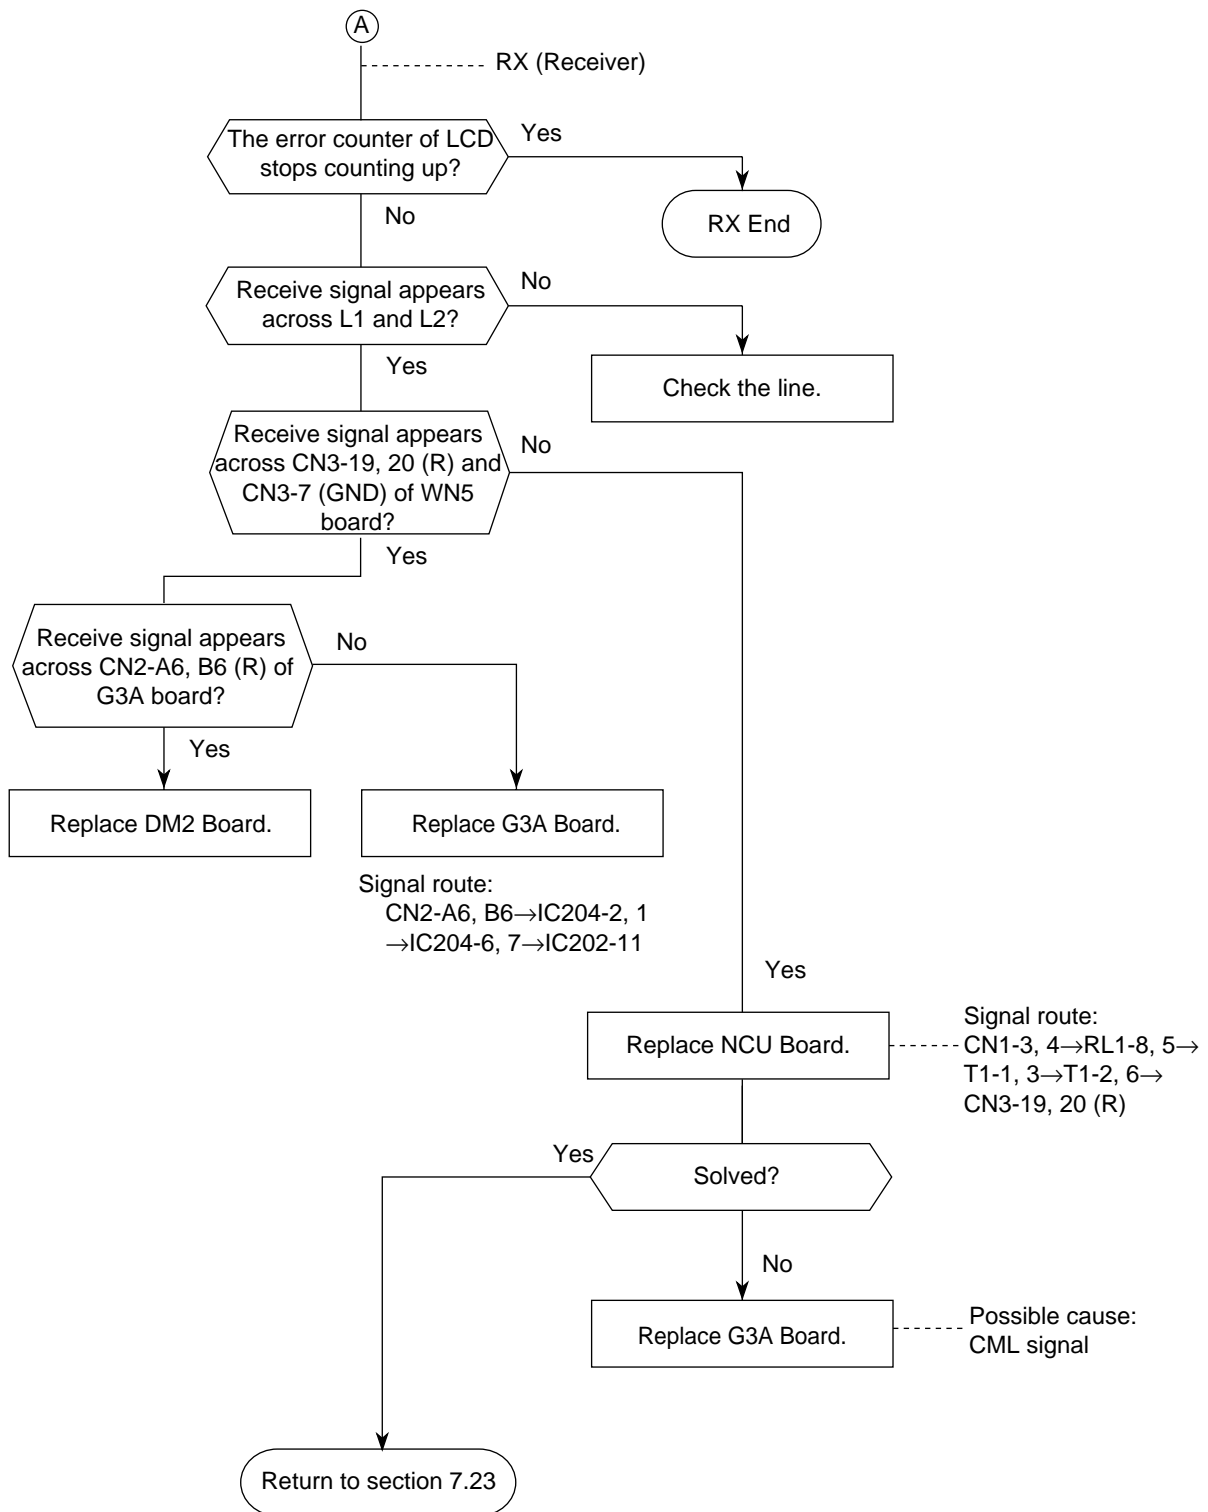 A
RX (Receiver)
The error counter of LCD
stops counting up?
Yes
No
RX End
Receive signal appears
across L1 and L2?
No
Yes
Check the line.
Receive signal appears
across CN3-19, 20 (R) and
CN3-7 (GND) of WN5
board?
No
Yes
Receive signal appears
across CN2-A6, B6 (R) of
G3A board?
No
Yes
Replace DM2 Board.
Replace G3A Board.
Signal route:
CN2-A6, B6→IC204-2, 1
→IC204-6, 7→IC202-11
Yes
Replace NCU Board.
Signal route:
CN1-3, 4→RL1-8, 5→
T1-1, 3→T1-2, 6→
CN3-19, 20 (R)
Yes
Solved?
No
Replace G3A Board.
Possible cause:
CML signal
Return to section 7.23